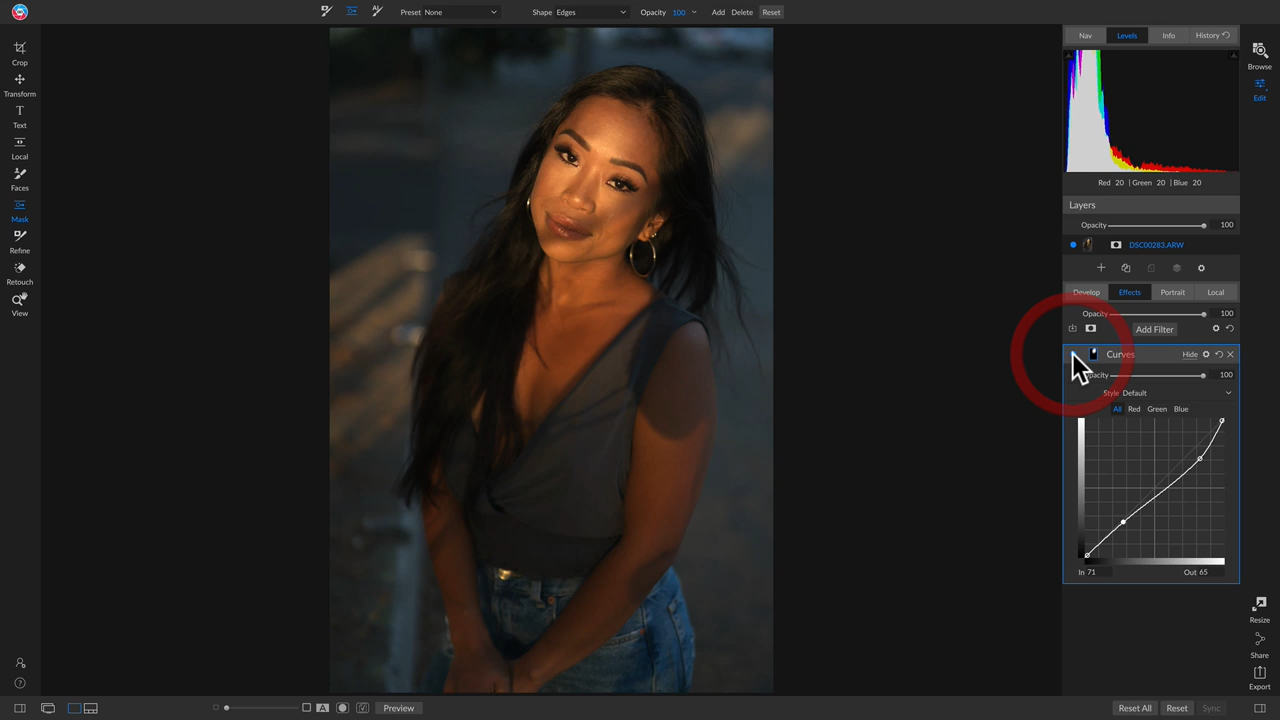 Preset None Shape Edges Opacity 100 Add Delete Reset
Crop
Transform
Text
Local
Faces
Mask
Refine
Retouch
View
Nav Levels Info History
Red 20 | Green 20 | Blue 20
Layers
Opacity 100
DSC00283.ARW
Develop Effects Portrait Local
Opacity 100
Add Filter
Curves Hide
pacity 100
Style Default
All Red Green Blue
In 71 Out 65
Browse
Edit
Resize
Share
Export
A Preview
Reset All Reset Sync